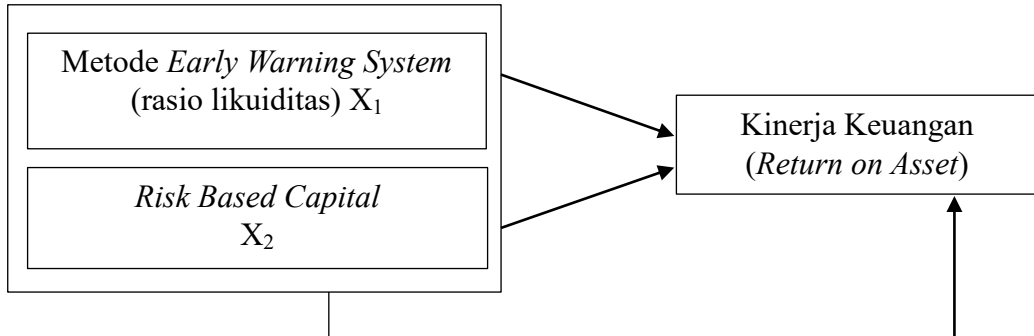 Metode Early Warning System
(rasio likuiditas) X₁
Risk Based Capital
X₂
Kinerja Keuangan
(Return on Asset)